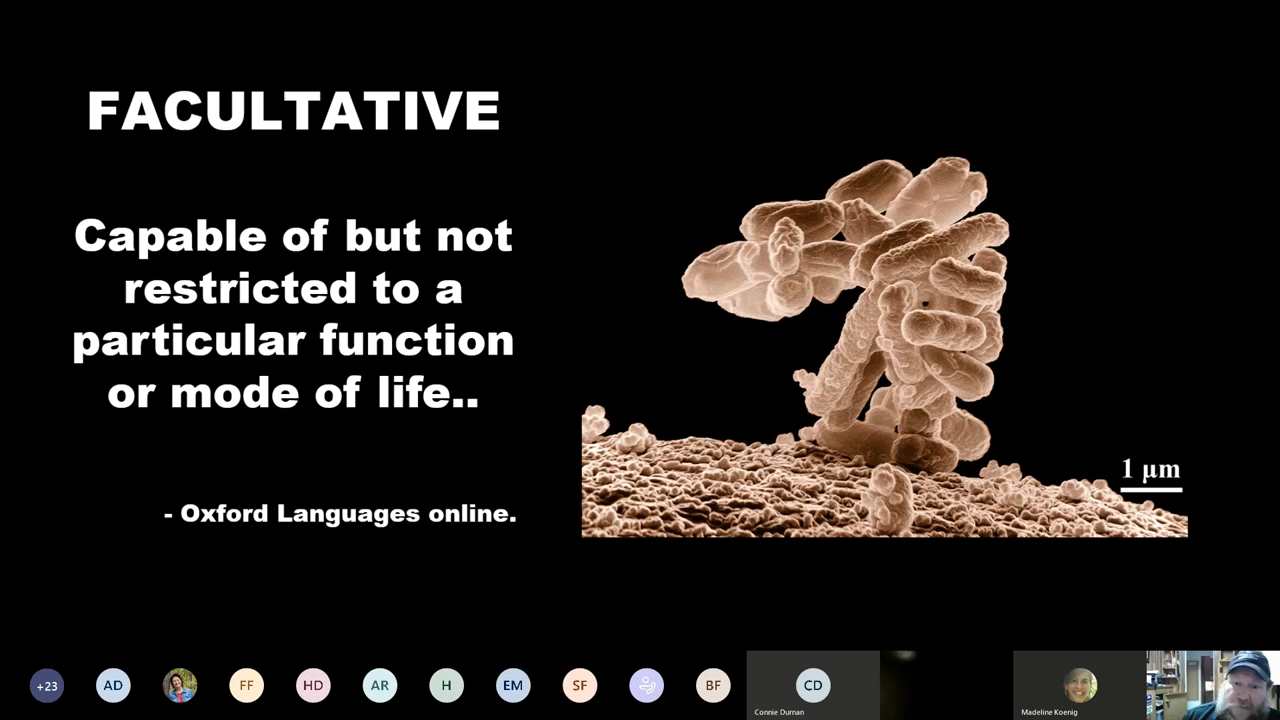 FACULTATIVE
Capable of but not
restricted to a
particular function
or mode of life..
- Oxford Languages online.
1 µm
+23
AD
FF
HD
AR
H
EM
SF
BF
CD
Connie Durnan
Madeline Koenig